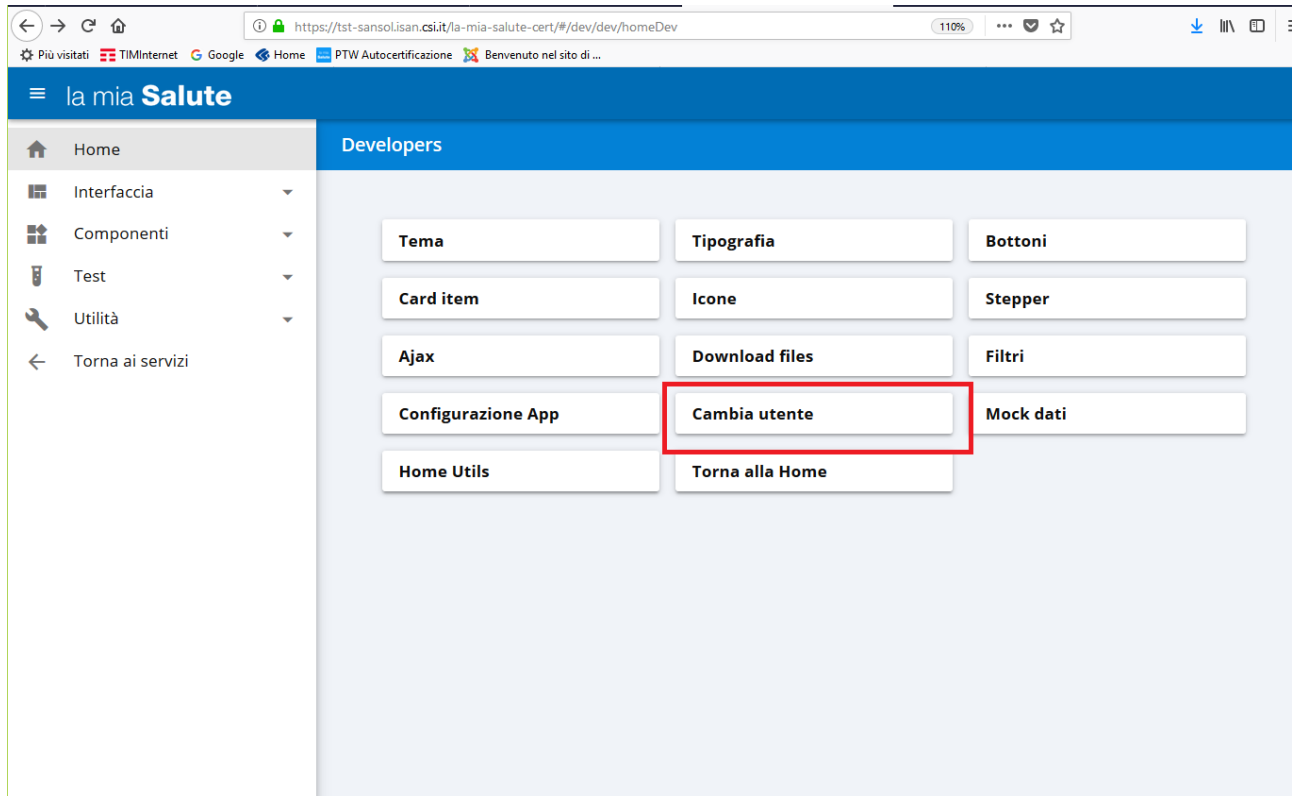 https://tst-sansol.isan.csi.it/la-mia-salute-cert/#/dev/dev/homeDev 110%
Più visitati TIMInternet Google Home PTW Autocertificazione Benvenuto nel sito di ...
la mia Salute
Home
Interfaccia
Componenti
Test
Utilità
Torna ai servizi
Developers
Tema Tipografia Bottoni
Card item Icone Stepper
Ajax Download files Filtri
Configurazione App Cambia utente Mock dati
Home Utils Torna alla Home